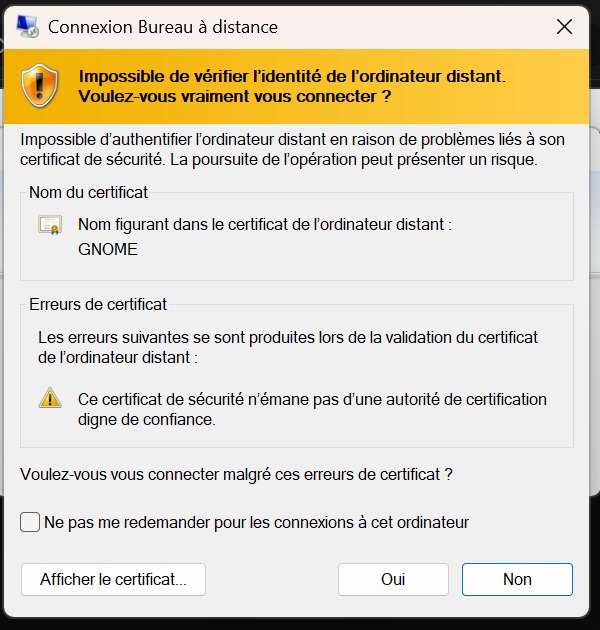 Connexion Bureau à distance
Impossible de vérifier l’identité de l’ordinateur distant.
Voulez-vous vraiment vous connecter ?
Impossible d’authentifier l’ordinateur distant en raison de problèmes liés à son
certificat de sécurité. La poursuite de l’opération peut présenter un risque.
Nom du certificat
Nom figurant dans le certificat de l’ordinateur distant :
GNOME
Erreurs de certificat
Les erreurs suivantes se sont produites lors de la validation du certificat
de l’ordinateur distant :
Ce certificat de sécurité n’émane pas d’une autorité de certification
digne de confiance.
Voulez-vous vous connecter malgré ces erreurs de certificat ?
Ne pas me redemander pour les connexions à cet ordinateur
Afficher le certificat...
Oui
Non